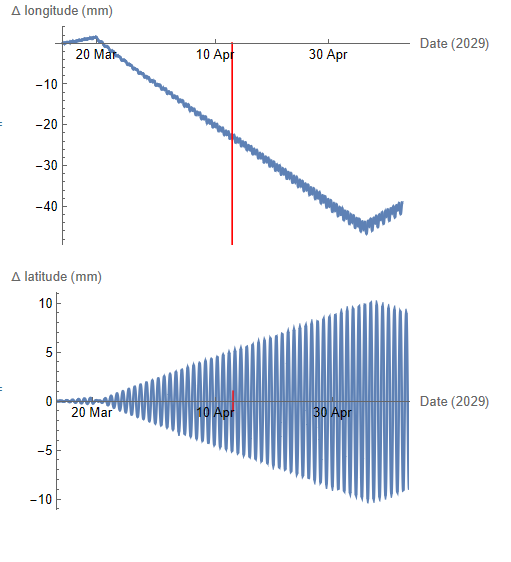 Δ longitude (mm)
20 Mar
10 Apr
30 Apr
Date (2029)
−10
−20
−30
−40
Δ latitude (mm)
10
5
0
20 Mar
10 Apr
30 Apr
Date (2029)
−5
−10